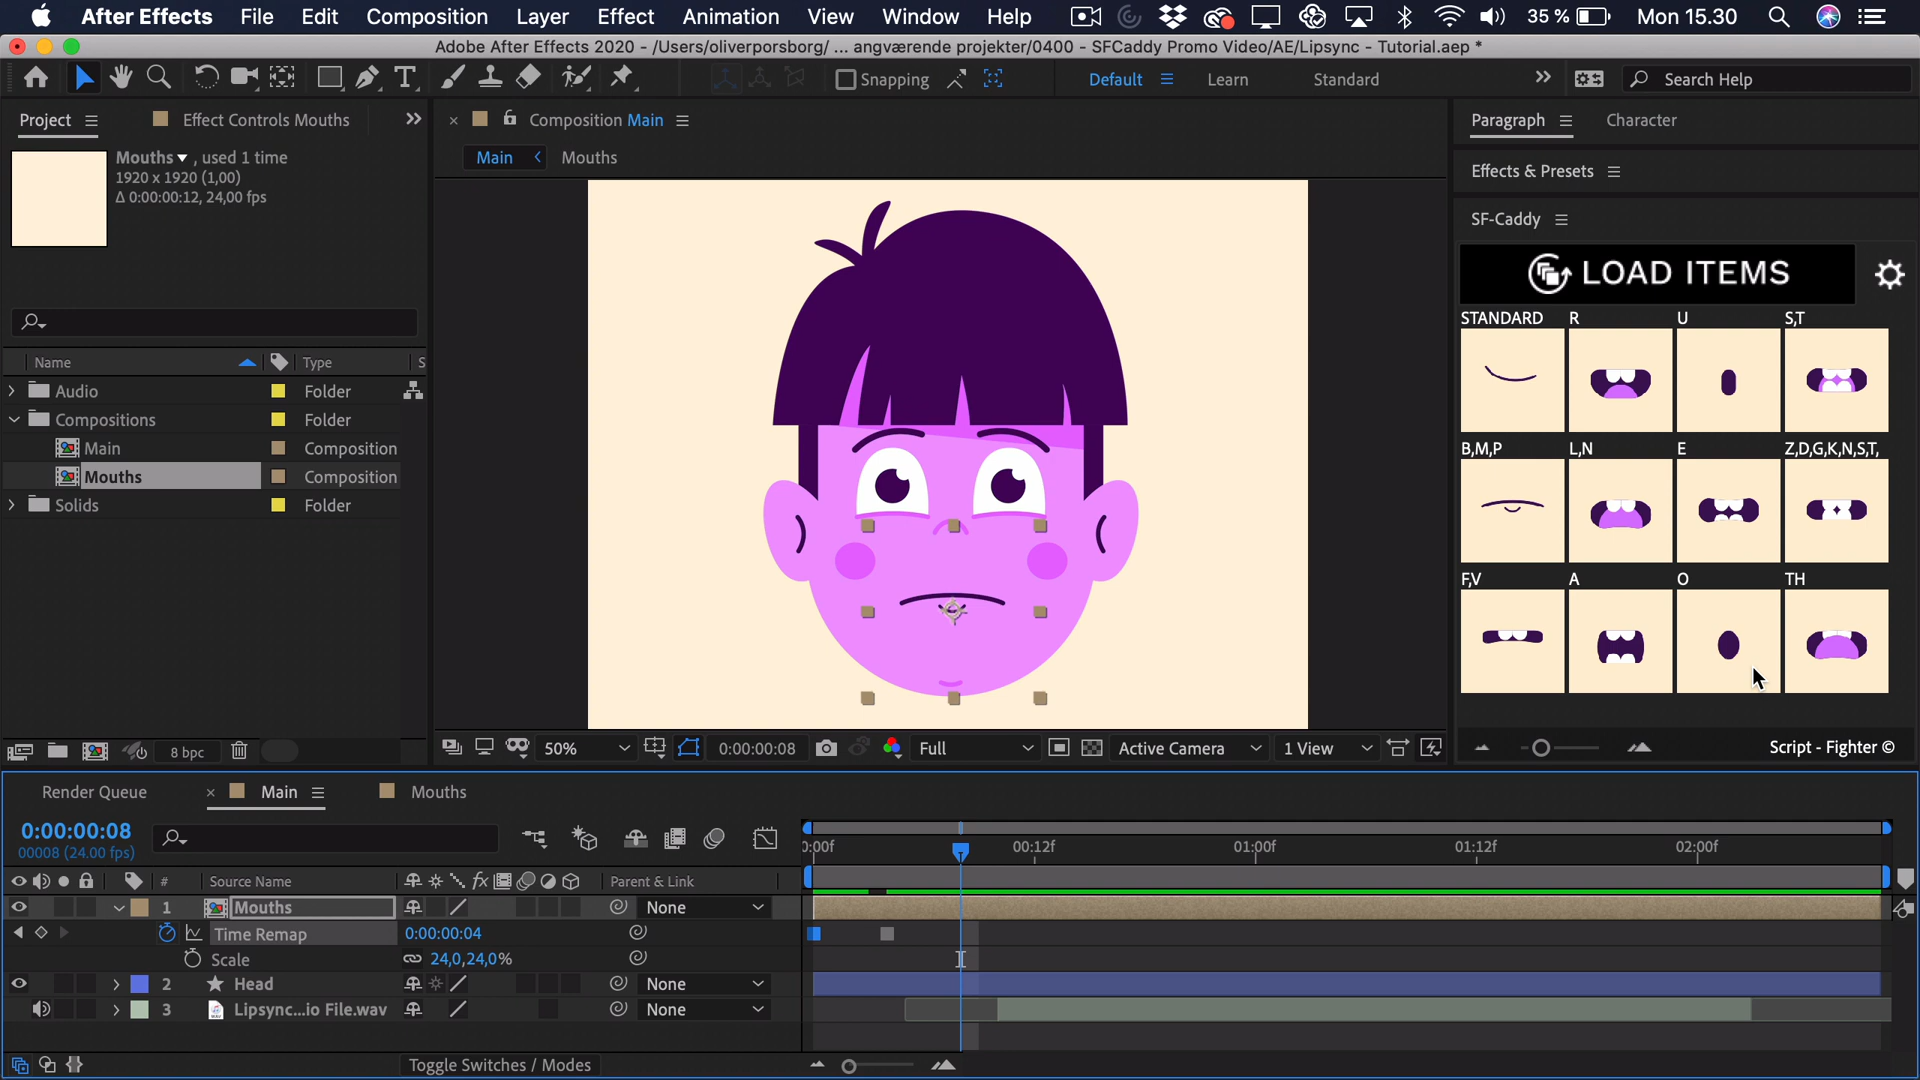 After Effects File Edit Composition Layer Effect Animation View Window Help 35 % Mon 15.30
Adobe After Effects 2020 - /Users/oliverporsborg/ ... angværende projekter/0400 - SFCaddy Promo Video/AE/Lipsync - Tutorial.aep *
Snapping Default Learn Standard Search Help
Project Effect Controls Mouths
Composition Main
Paragraph Character
Mouths , used 1 time
1920 x 1920 (1,00)
Δ 0:00:00:12, 24,00 fps
Main Mouths
Effects & Presets
SF-Caddy
LOAD ITEMS
STANDARD R U S,T
B,M,P L,N E Z,D,G,K,N,S,T,
F,V A O TH
Name Type S
Audio Folder
Compositions Folder
Main Composition
Mouths Composition
Solids Folder
8 bpc
50% 0:00:00:08 Full Active Camera 1 View
Script - Fighter ©
Render Queue Main Mouths
0:00:00:08
00008 (24.00 fps)
0:00f 00:12f 01:00f 01:12f 02:00f
# Source Name fx Parent & Link
1 Mouths None
Time Remap 0:00:00:04
Scale 24,0,24,0%
2 Head None
3 Lipsync...io File.wav None
Toggle Switches / Modes